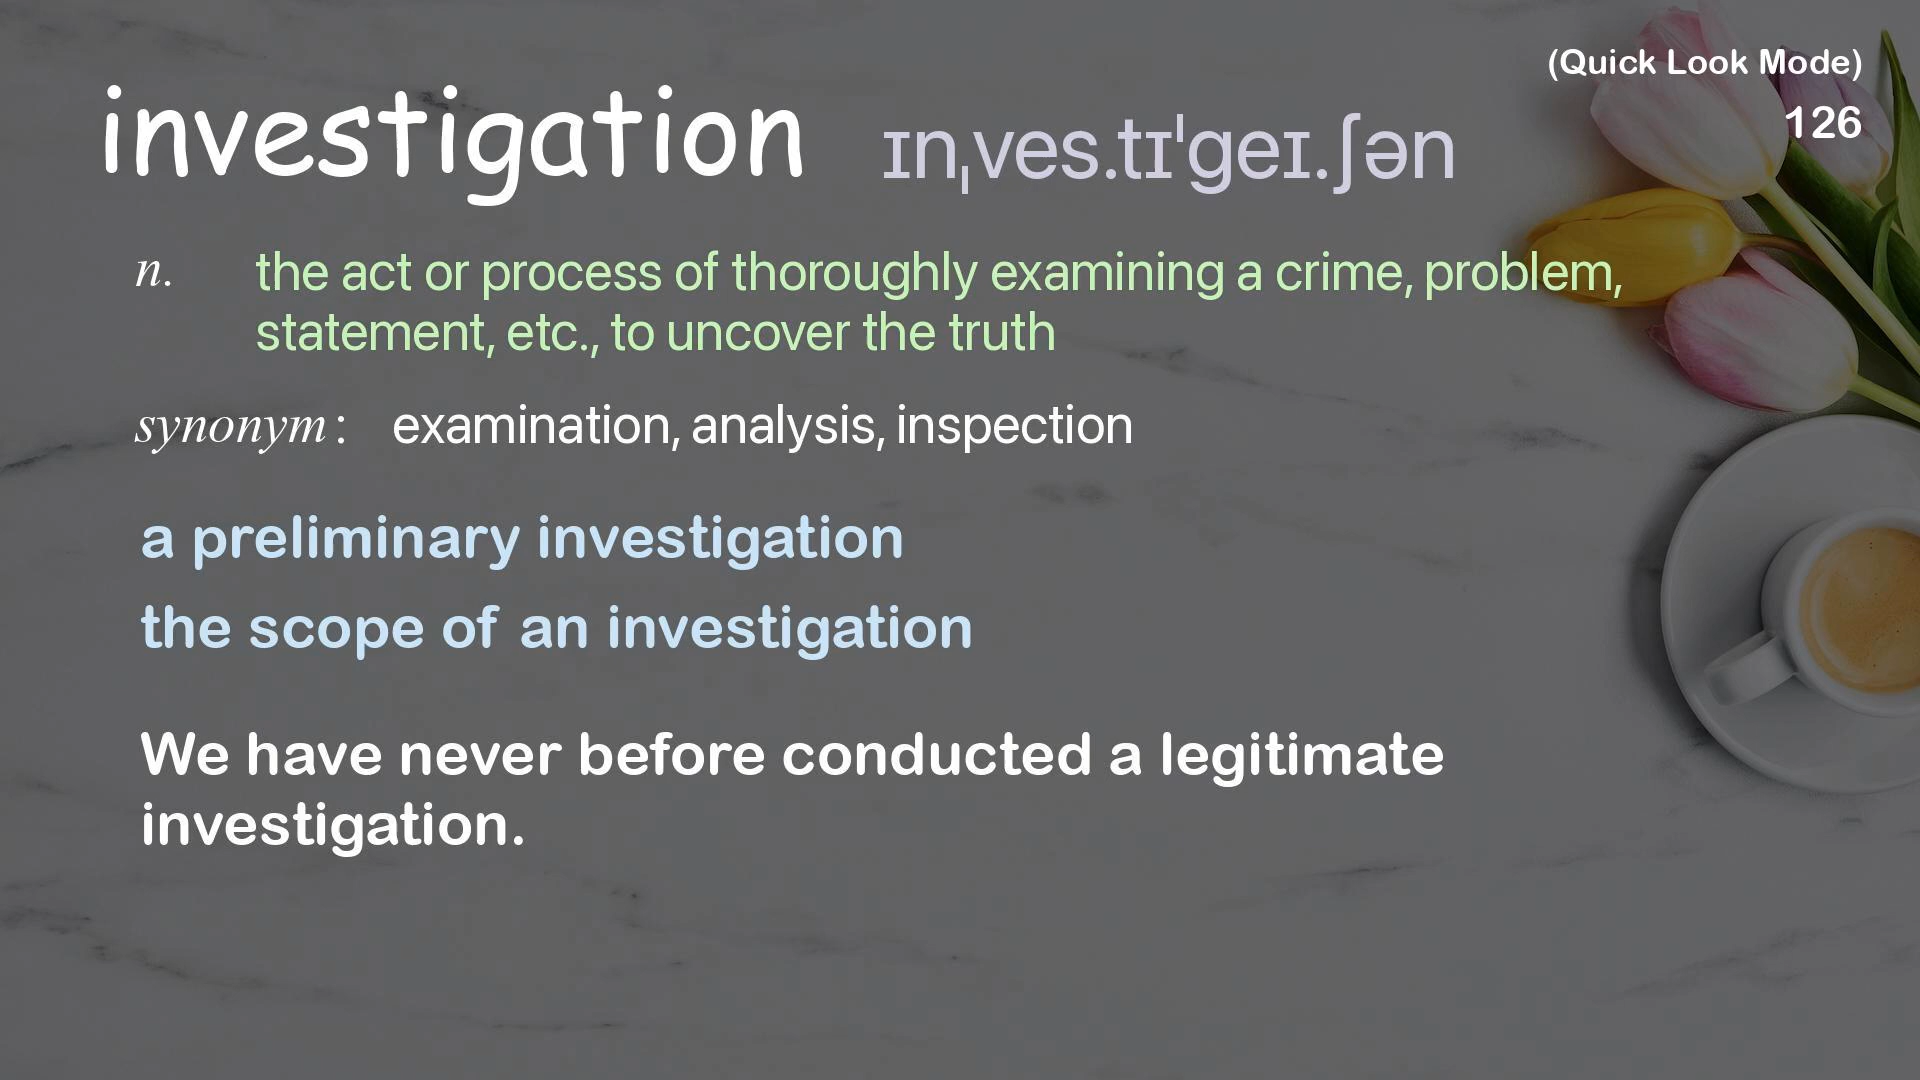 (Quick Look Mode)
126
investigation ɪnˌves.tɪˈɡeɪ.ʃən
n. the act or process of thoroughly examining a crime, problem,
statement, etc., to uncover the truth
synonym : examination, analysis, inspection
a preliminary investigation
the scope of an investigation
We have never before conducted a legitimate
investigation.